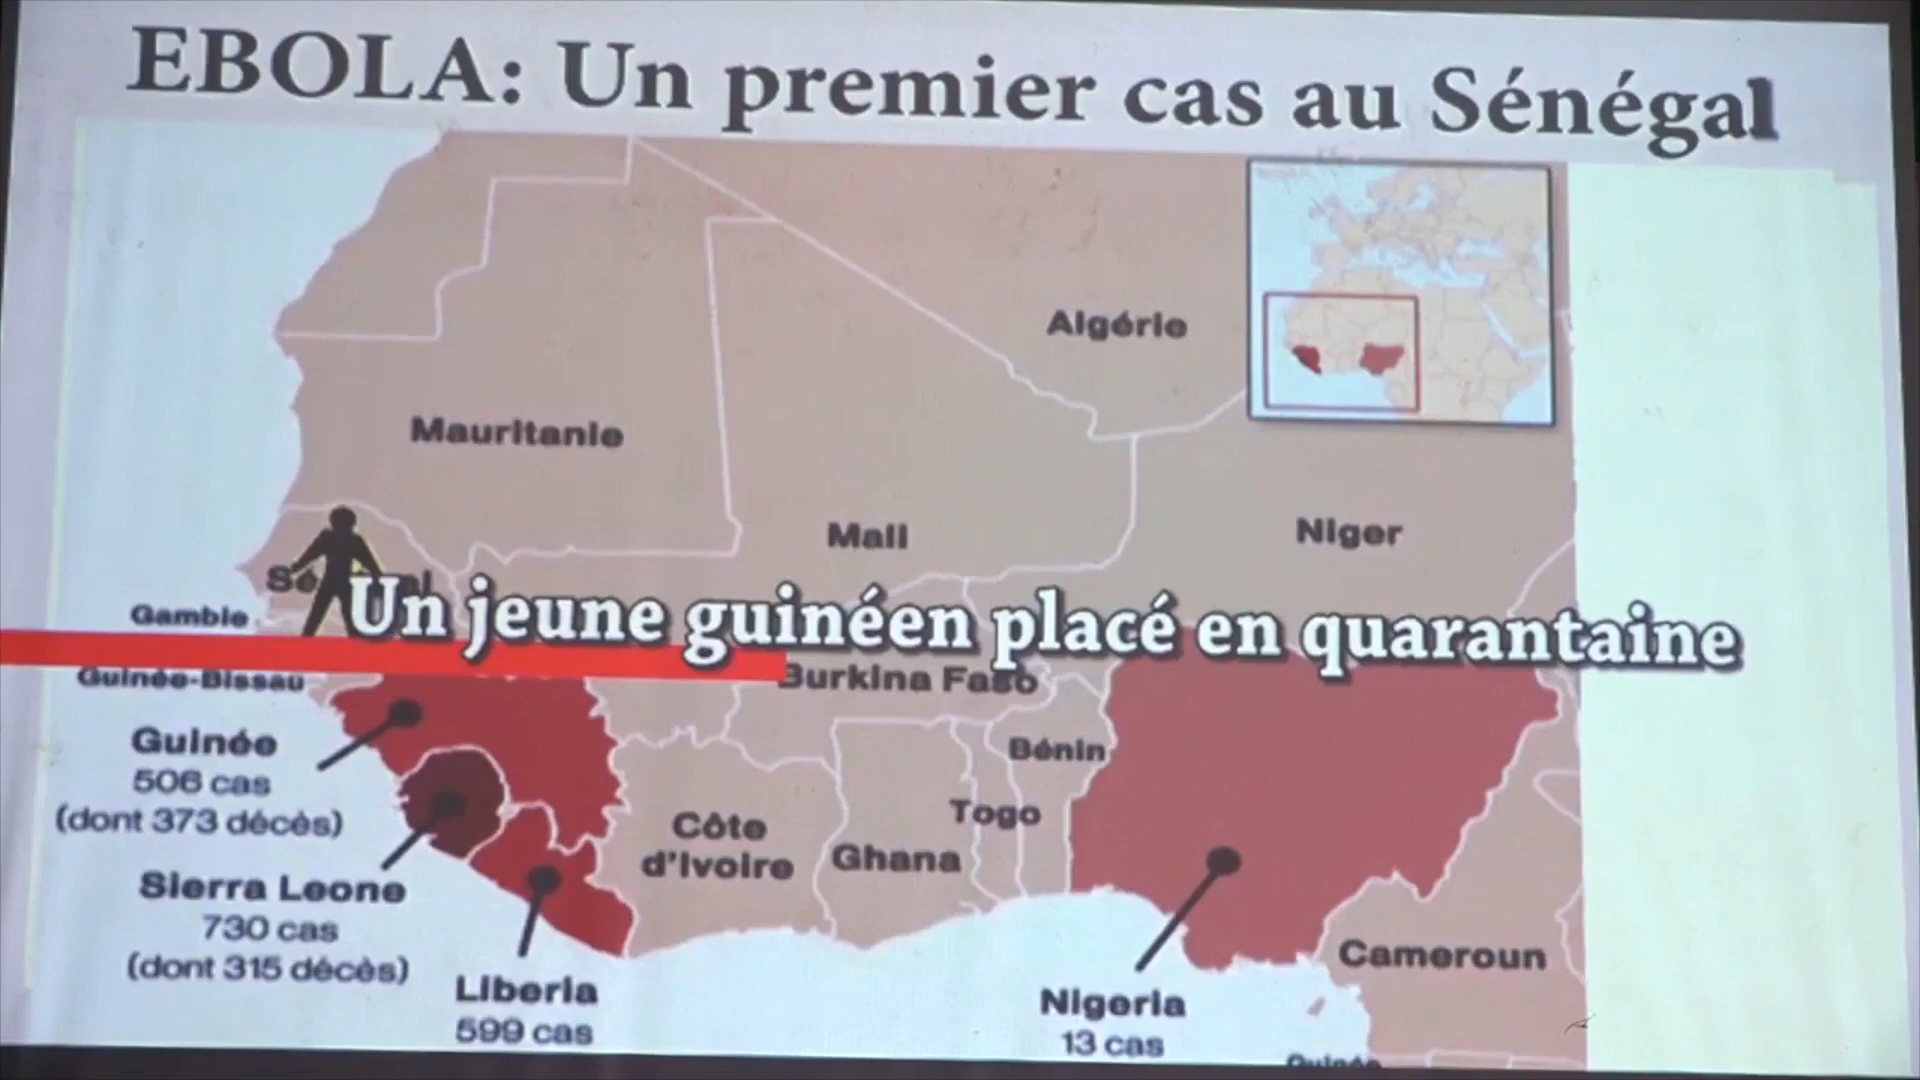 EBOLA: Un premier cas au Sénégal
Algérie
Mauritanie
Mali
Niger
Gambie
Un jeune guinéen placé en quarantaine
Guinée-Bissau
Burkina Faso
Guinée
506 cas
(dont 373 décès)
Bénin
Togo
Côte
d'Ivoire
Ghana
Sierra Leone
730 cas
(dont 315 décès)
Liberia
599 cas
Nigeria
13 cas
Cameroun